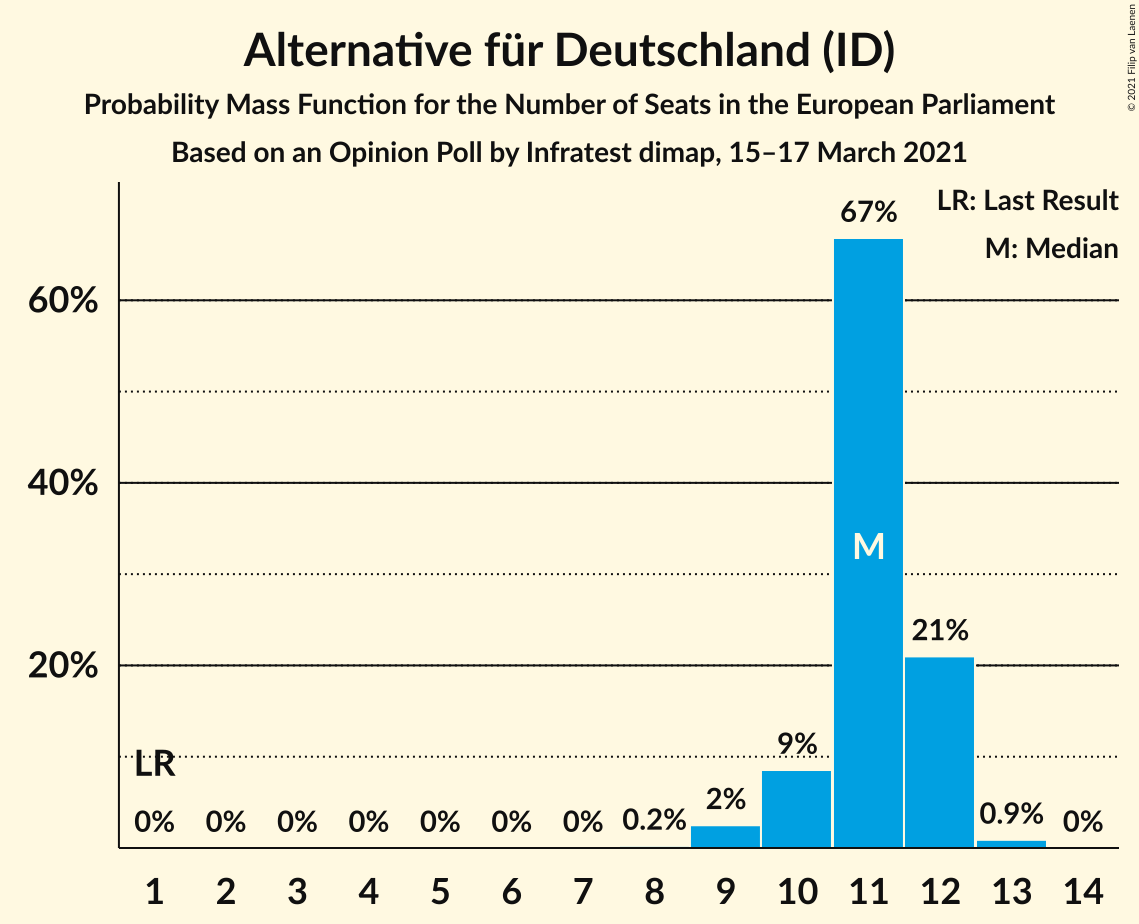 Alternative für Deutschland (ID)
Probability Mass Function for the Number of Seats in the European Parliament
Based on an Opinion Poll by Infratest dimap, 15–17 March 2021
© 2021 Filip van Laenen
LR: Last Result
M: Median
67%
60%
40%
M
21%
20%
9%
LR
2%
0% 0% 0% 0% 0% 0% 0% 0.2% 0.9% 0%
1 2 3 4 5 6 7 8 9 10 11 12 13 14